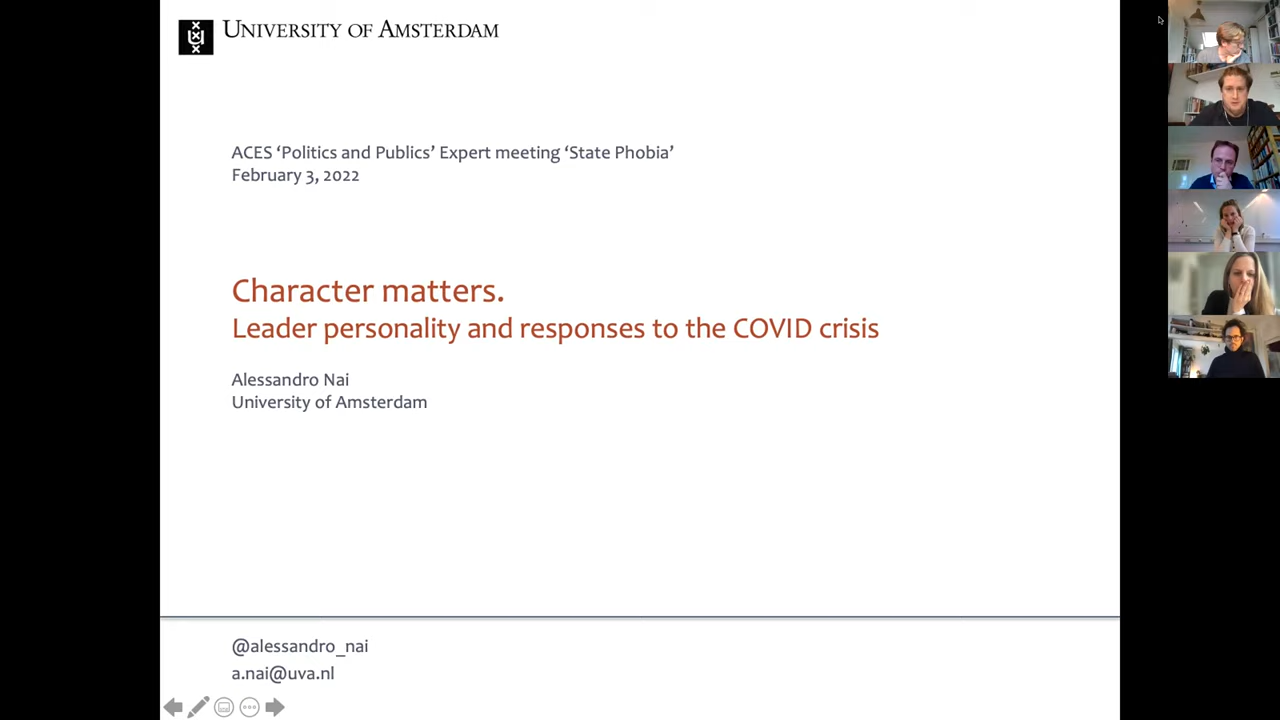 UNIVERSITY OF AMSTERDAM
ACES ‘Politics and Publics’ Expert meeting ‘State Phobia’
February 3, 2022
Character matters.
Leader personality and responses to the COVID crisis
Alessandro Nai
University of Amsterdam
@alessandro_nai
a.nai@uva.nl